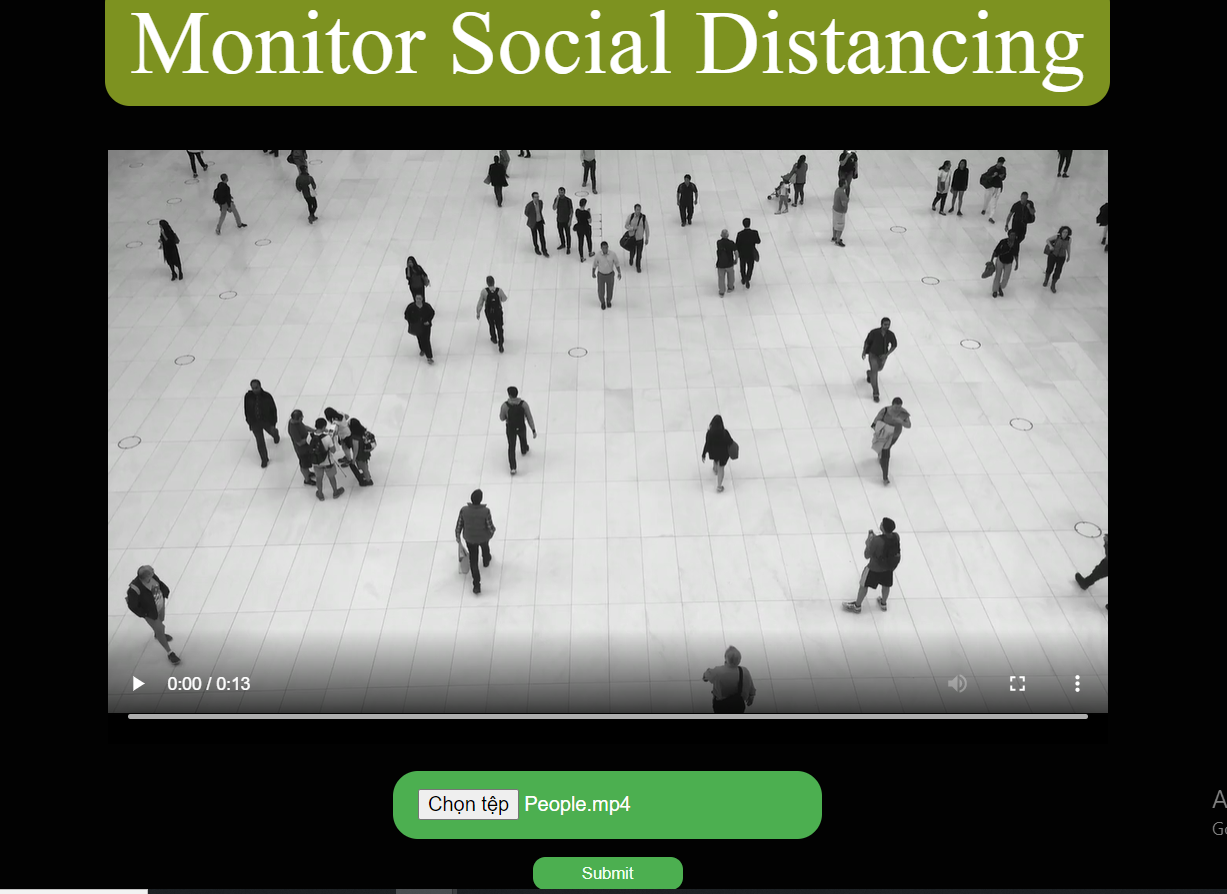 Monitor Social Distancing
0:00 / 0:13
Chọn tệp People.mp4
Submit